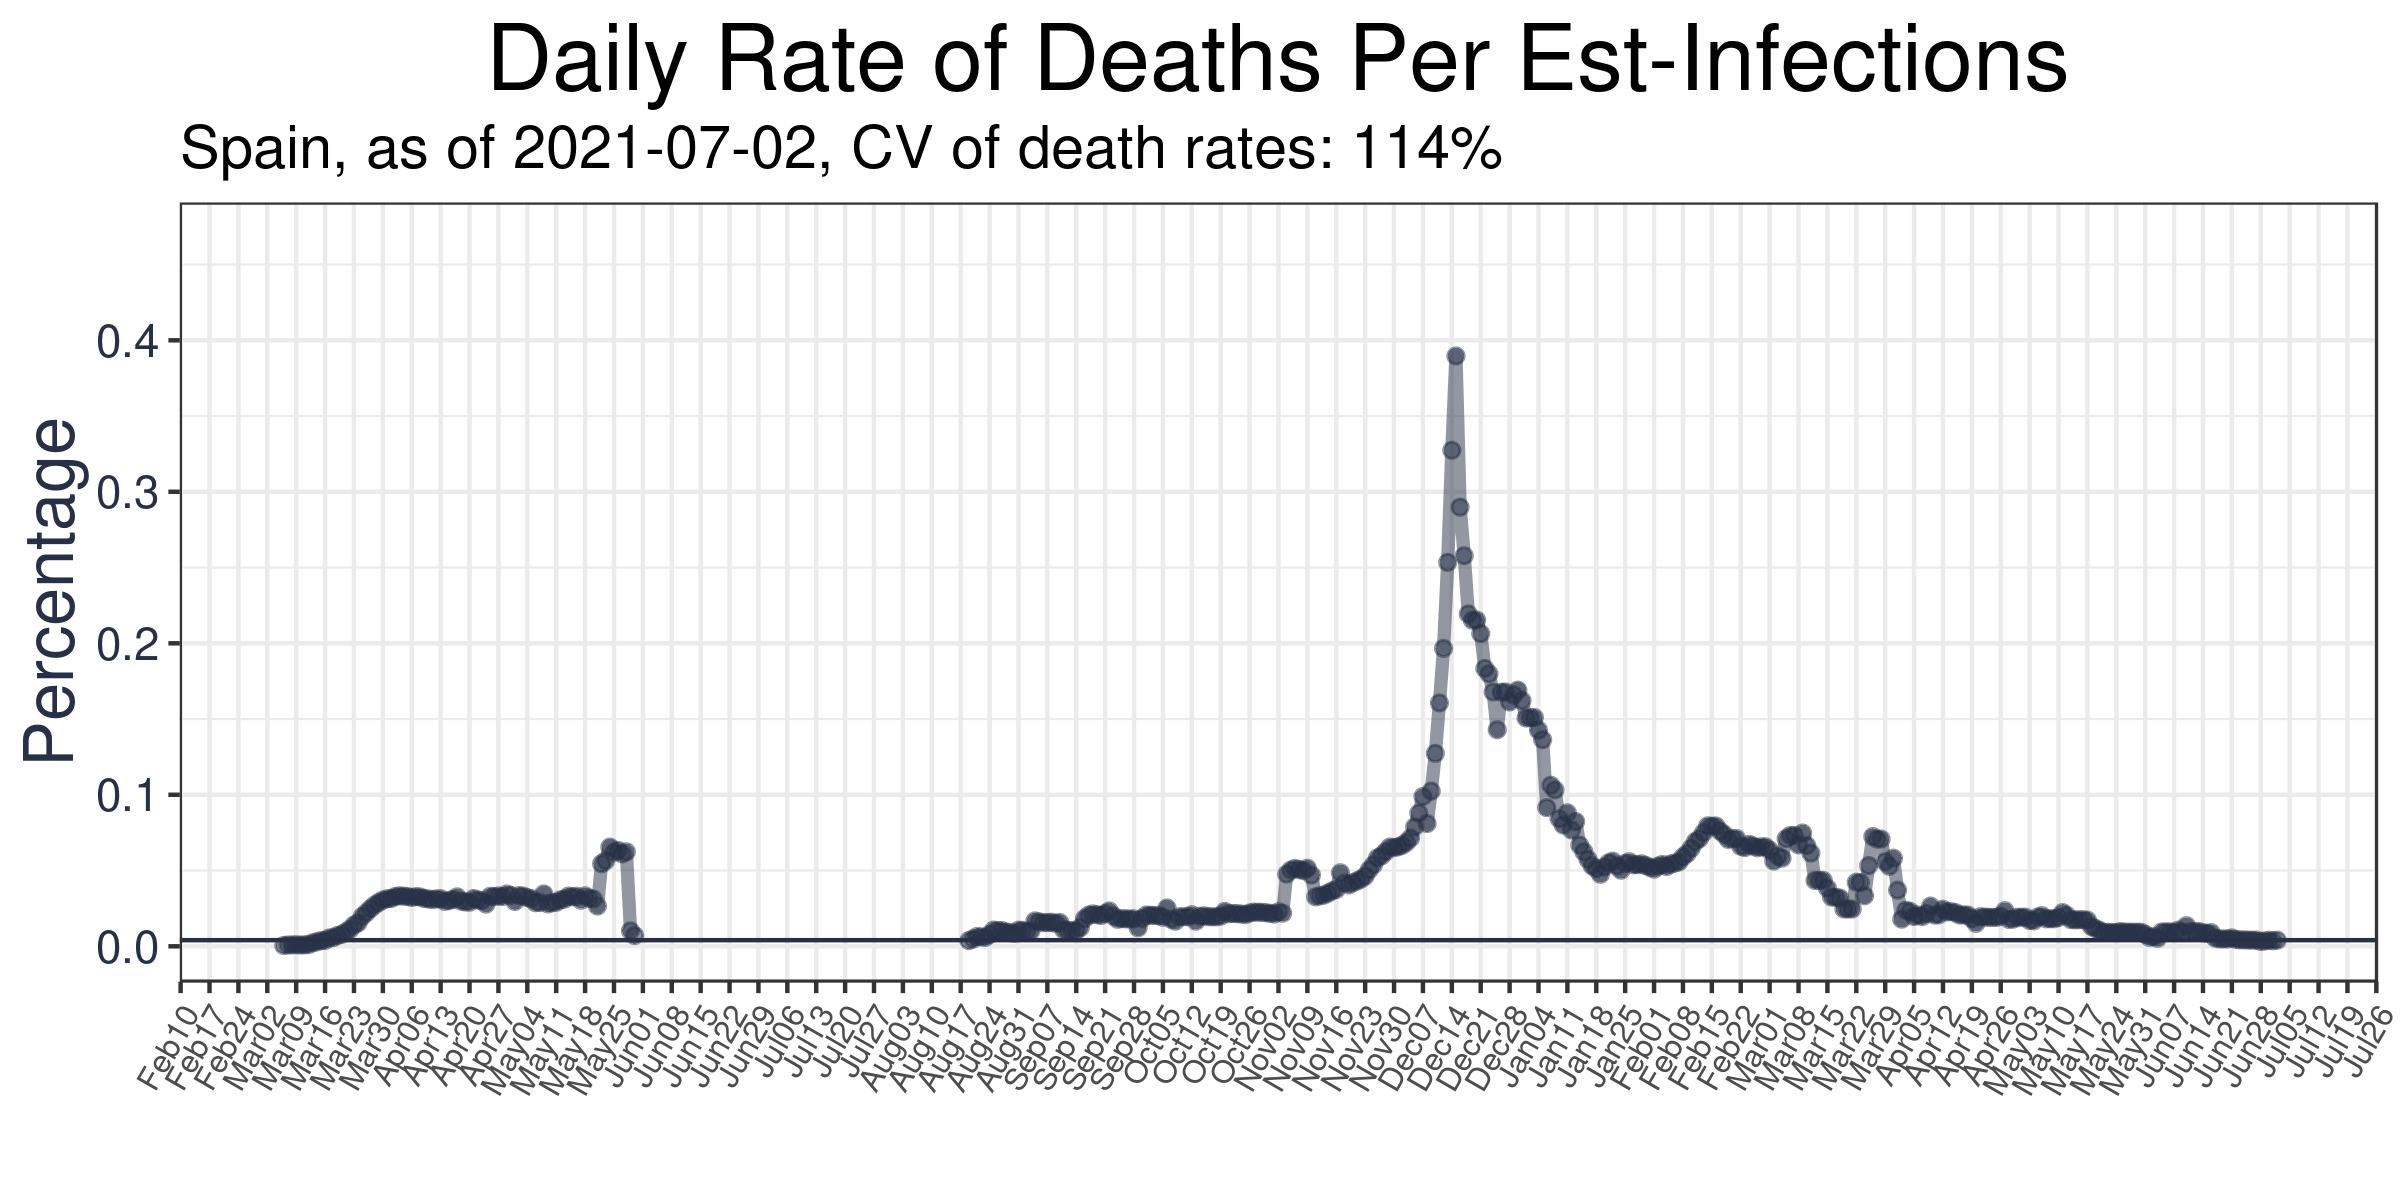 Daily Rate of Deaths Per Est-Infections
Spain, as of 2021-07-02, CV of death rates: 114%
Percentage
0.4
0.3
0.2
0.1
0.0
Feb10
Feb17
Feb24
Mar02
Mar09
Mar16
Mar23
Mar30
Apr06
Apr13
Apr20
Apr27
May04
May11
May18
May25
Jun01
Jun08
Jun15
Jun22
Jun29
Jul06
Jul13
Jul20
Jul27
Aug03
Aug10
Aug17
Aug24
Aug31
Sep07
Sep14
Sep21
Sep28
Oct05
Oct12
Oct19
Oct26
Nov02
Nov09
Nov16
Nov23
Nov30
Dec07
Dec14
Dec21
Dec28
Jan04
Jan11
Jan18
Jan25
Feb01
Feb08
Feb15
Feb22
Mar01
Mar08
Mar15
Mar22
Mar29
Apr05
Apr12
Apr19
Apr26
May03
May10
May17
May24
May31
Jun07
Jun14
Jun21
Jun28
Jul05
Jul12
Jul19
Jul26